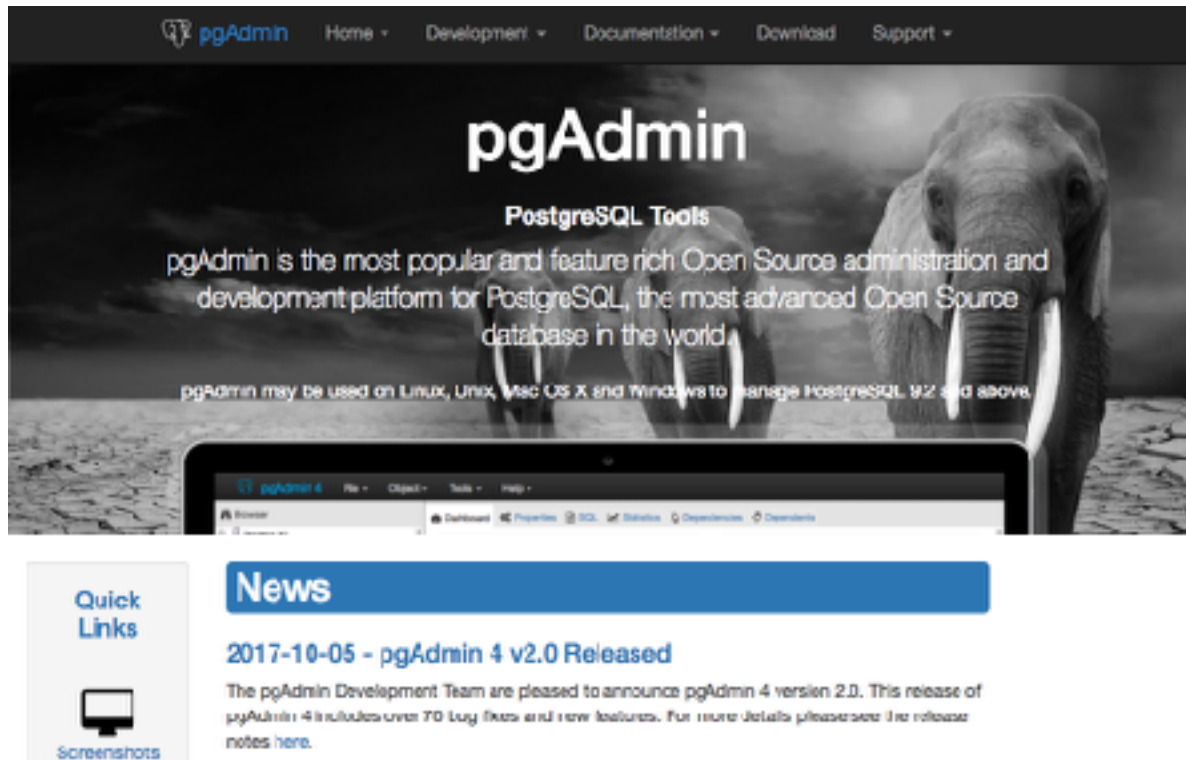 pgAdmin Home Development Documentation Download Support
pgAdmin
PostgreSQL Tools
pgAdmin is the most popular and feature rich Open Source administration and
development platform for PostgreSQL, the most advanced Open Source
database in the world.
pgAdmin may be used on Linux, Unix, Mac OS X and Windows to manage PostgreSQL 9.2 and above.
pgAdmin 4 File Object Tools Help
Browser
Dashboard Properties SQL Statistics Dependencies Dependents
Quick
Links
Screenshots
News
2017-10-05 - pgAdmin 4 v2.0 Released
The pgAdmin Development Team are pleased to announce pgAdmin 4 version 2.0. This release of
pgAdmin 4 includes over 70 bug fixes and new features. For more details please see the release
notes here.